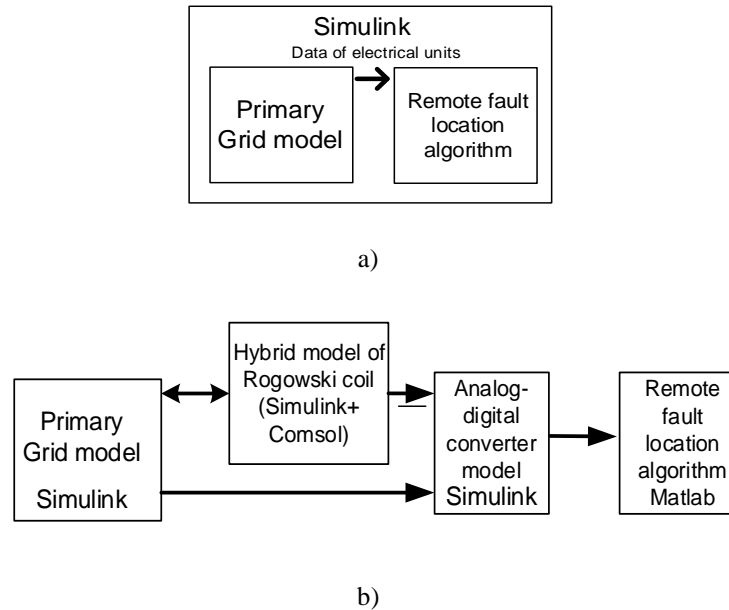 Simulink
Data of electrical units
Primary
Grid model
Remote fault
location
algorithm
a)
Primary
Grid model
Simulink
Hybrid model of
Rogowski coil
(Simulink+
Comsol)
Analog-
digital
converter
model
Simulink
Remote
fault
location
algorithm
Matlab
b)